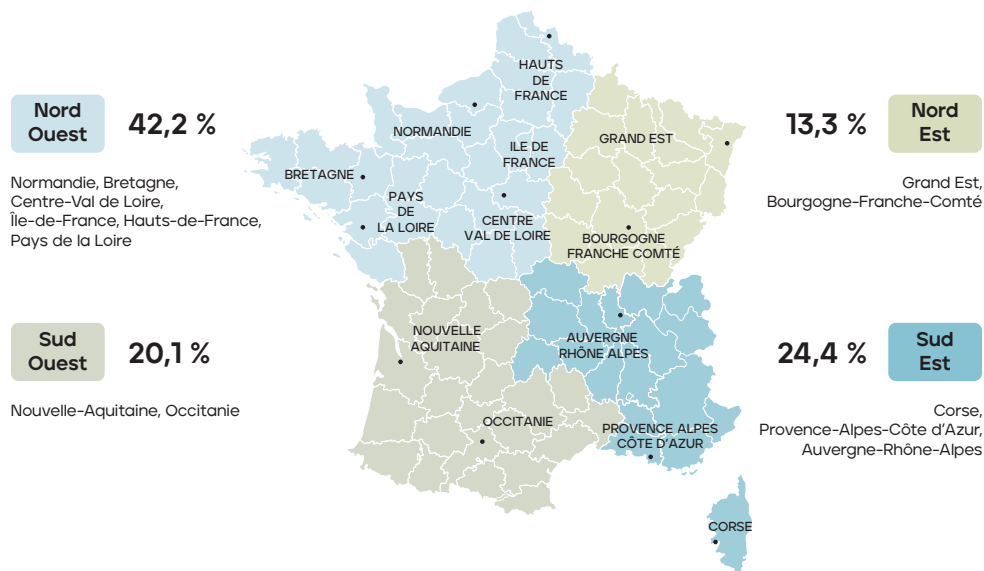 Nord
Ouest
42,2 %
Normandie, Bretagne,
Centre-Val de Loire,
Île-de-France, Hauts-de-France,
Pays de la Loire
Sud
Ouest
20,1 %
Nouvelle-Aquitaine, Occitanie
HAUTS
DE
FRANCE
NORMANDIE
ILE DE
FRANCE
BRETAGNE
PAYS
DE
LA LOIRE
CENTRE
VAL DE LOIRE
GRAND EST
BOURGOGNE
FRANCHE COMTÉ
NOUVELLE
AQUITAINE
AUVERGNE
RHÔNE ALPES
OCCITANIE
PROVENCE ALPES
CÔTE D'AZUR
CORSE
13,3 %
Nord
Est
Grand Est,
Bourgogne-Franche-Comté
24,4 %
Sud
Est
Corse,
Provence-Alpes-Côte d'Azur,
Auvergne-Rhône-Alpes